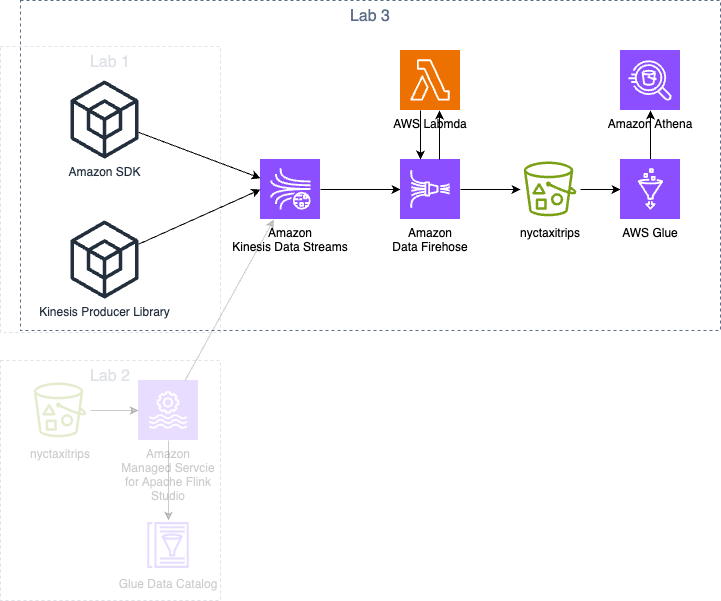 Lab 3
Lab 1
Amazon SDK
Kinesis Producer Library
Amazon
Kinesis Data Streams
AWS Labmda
Amazon
Data Firehose
nyctaxitrips
Amazon Athena
AWS Glue
Lab 2
nyctaxitrips
Amazon
Managed Servcie
for Apache Flink
Studio
Glue Data Catalog